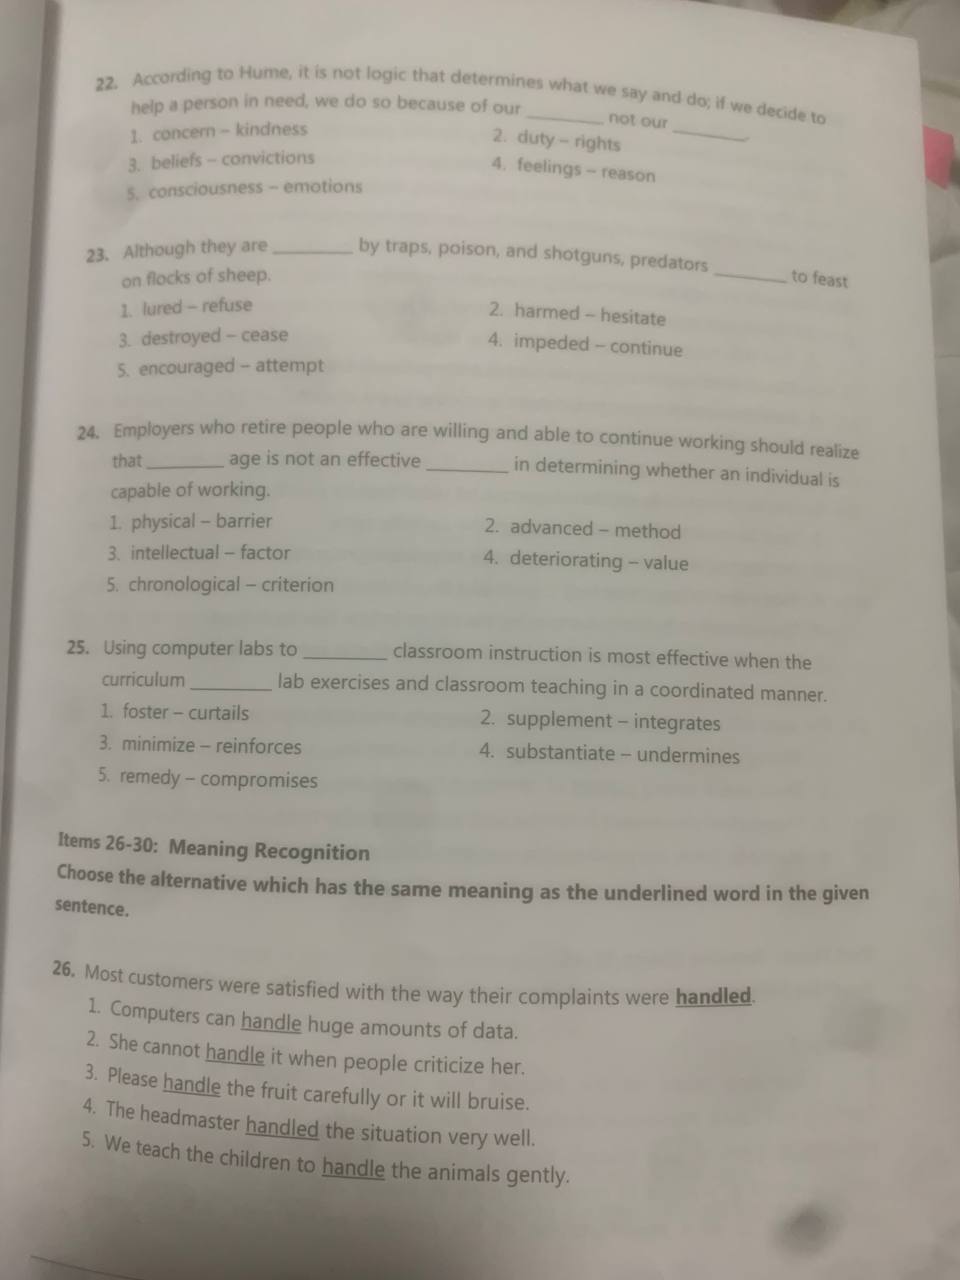 22. According to Hume, it is not logic that determines what we say and do; if we decide to
help a person in need, we do so because of our ________ not our ________.
1. concern – kindness 2. duty – rights
3. beliefs – convictions 4. feelings – reason
5. consciousness – emotions
23. Although they are ________ by traps, poison, and shotguns, predators ________ to feast
on flocks of sheep.
1. lured – refuse 2. harmed – hesitate
3. destroyed – cease 4. impeded – continue
5. encouraged – attempt
24. Employers who retire people who are willing and able to continue working should realize
that ________ age is not an effective ________ in determining whether an individual is
capable of working.
1. physical – barrier 2. advanced – method
3. intellectual – factor 4. deteriorating – value
5. chronological – criterion
25. Using computer labs to ________ classroom instruction is most effective when the
curriculum ________ lab exercises and classroom teaching in a coordinated manner.
1. foster – curtails 2. supplement – integrates
3. minimize – reinforces 4. substantiate – undermines
5. remedy – compromises
Items 26-30: Meaning Recognition
Choose the alternative which has the same meaning as the underlined word in the given
sentence.
26. Most customers were satisfied with the way their complaints were handled.
1. Computers can handle huge amounts of data.
2. She cannot handle it when people criticize her.
3. Please handle the fruit carefully or it will bruise.
4. The headmaster handled the situation very well.
5. We teach the children to handle the animals gently.